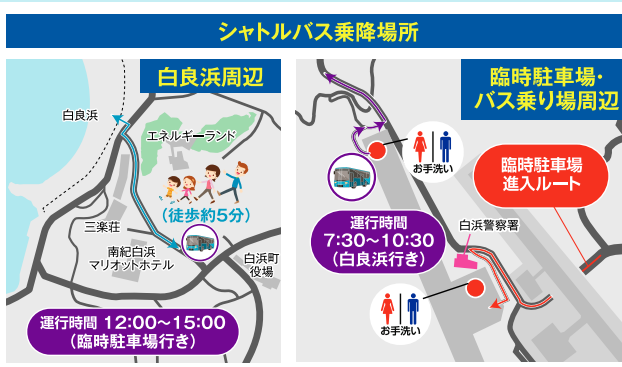 シャトルバス乗降場所
白良浜周辺
白良浜
エネルギーランド
(徒歩約5分)
三楽荘
南紀白浜
マリオットホテル
白浜町
役場
運行時間 12:00～15:00
(臨時駐車場行き)
臨時駐車場・
バス乗り場周辺
お手洗い
臨時駐車場
進入ルート
運行時間
7:30～10:30
(白良浜行き)
白浜警察署
お手洗い